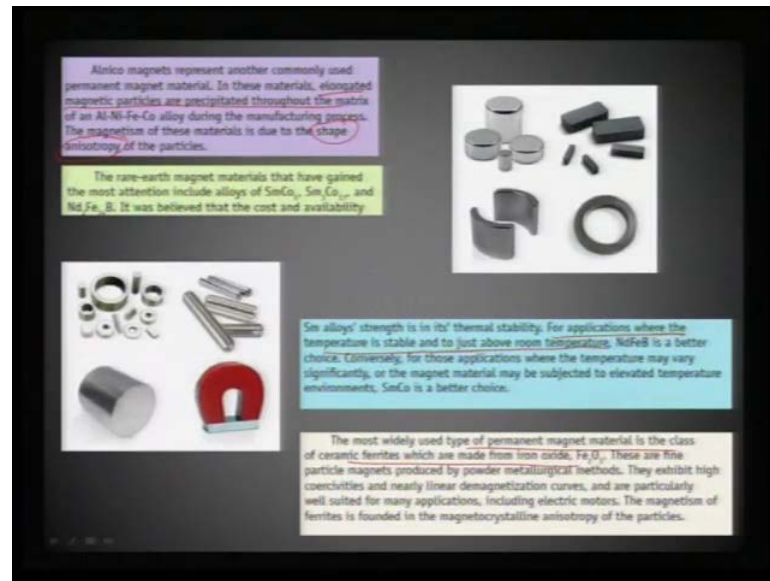 Alnico magnets represent another commonly used
permanent magnet material. In these materials, elongated
magnetic particles are precipitated throughout the matrix
of an Al-Ni-Fe-Co alloy during the manufacturing process.
The magnetism of these materials is due to the shape
anisotropy of the particles.
The rare-earth magnet materials that have gained
the most attention include alloys of SmCo₅, Sm₂Co₁₇, and
Nd₂Fe₁₄B. It was believed that the cost and availability
Sm alloys' strength is in its' thermal stability. For applications where the
temperature is stable and to just above room temperature, NdFeB is a better
choice. Conversely, for those applications where the temperature may vary
significantly, or the magnet material may be subjected to elevated temperature
environments, SmCo is a better choice.
The most widely used type of permanent magnet material is the class
of ceramic ferrites which are made from iron oxide, Fe₂O₃. These are fine
particle magnets produced by powder metallurgical methods. They exhibit high
coercivities and nearly linear demagnetization curves, and are particularly
well suited for many applications, including electric motors. The magnetism of
ferrites is founded in the magnetocrystalline anisotropy of the particles.